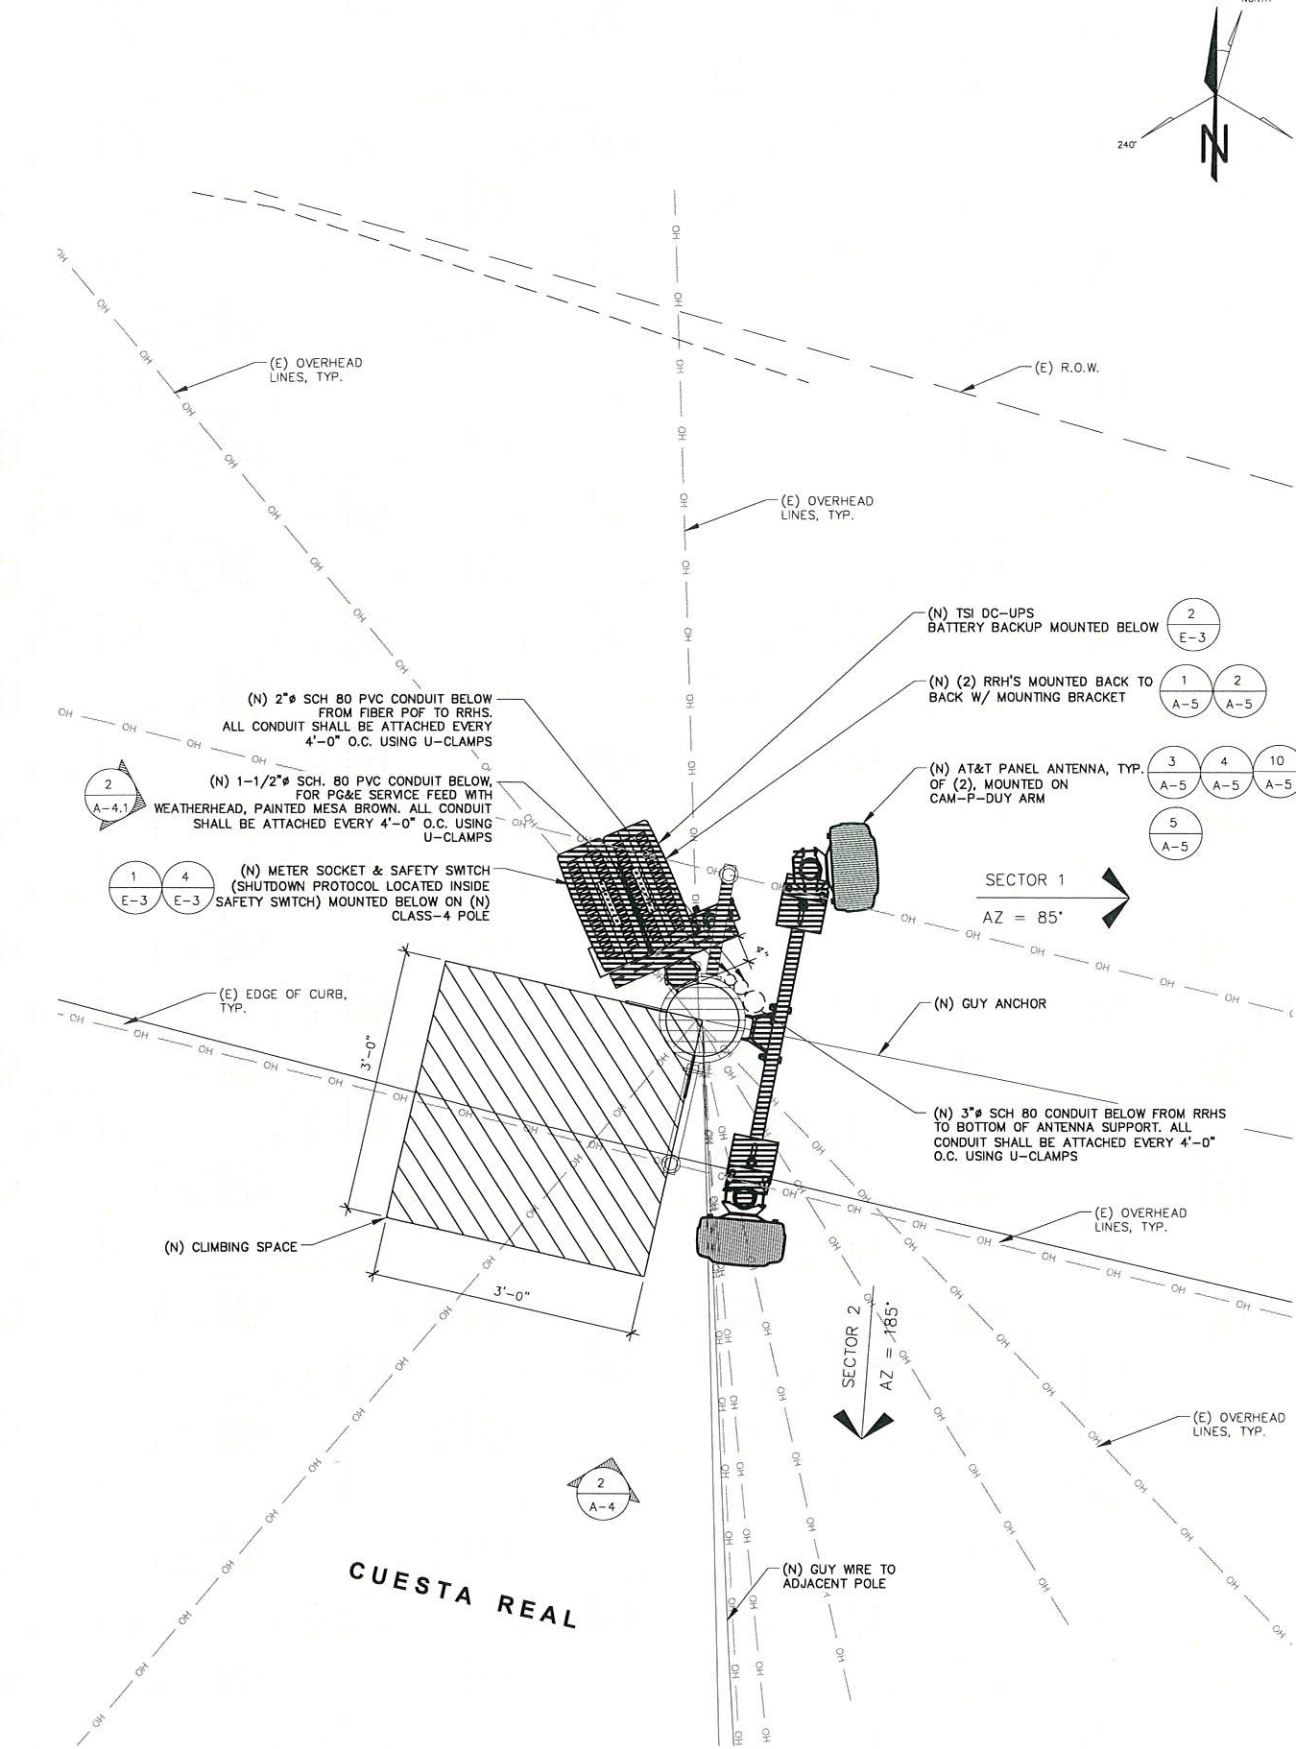 240°
N
(E) OVERHEAD
LINES, TYP.
(E) R.O.W.
(E) OVERHEAD
LINES, TYP.
(N) TSI DC-UPS
BATTERY BACKUP MOUNTED BELOW
2
E-3
(N) (2) RRH'S MOUNTED BACK TO
BACK W/ MOUNTING BRACKET
1
A-5
2
A-5
(N) 2"ø SCH 80 PVC CONDUIT BELOW
FROM FIBER POF TO RRHS.
ALL CONDUIT SHALL BE ATTACHED EVERY
4'-0" O.C. USING U-CLAMPS
(N) AT&T PANEL ANTENNA, TYP.
OF (2), MOUNTED ON
CAM-P-DUY ARM
3
A-5
4
A-5
10
A-5
5
A-5
2
A-4.1
(N) 1-1/2"ø SCH. 80 PVC CONDUIT BELOW,
FOR PG&E SERVICE FEED WITH
WEATHERHEAD, PAINTED MESA BROWN. ALL CONDUIT
SHALL BE ATTACHED EVERY 4'-0" O.C. USING
U-CLAMPS
1
E-3
4
E-3
(N) METER SOCKET & SAFETY SWITCH
(SHUTDOWN PROTOCOL LOCATED INSIDE
SAFETY SWITCH) MOUNTED BELOW ON (N)
CLASS-4 POLE
SECTOR 1
AZ = 85°
4"
(E) EDGE OF CURB,
TYP.
(N) GUY ANCHOR
3'-0"
(N) 3"ø SCH 80 CONDUIT BELOW FROM RRHS
TO BOTTOM OF ANTENNA SUPPORT. ALL
CONDUIT SHALL BE ATTACHED EVERY 4'-0"
O.C. USING U-CLAMPS
(E) OVERHEAD
LINES, TYP.
(N) CLIMBING SPACE
3'-0"
SECTOR 2
AZ = 185°
(E) OVERHEAD
LINES, TYP.
2
A-4
(N) GUY WIRE TO
ADJACENT POLE
CUESTA REAL
OH